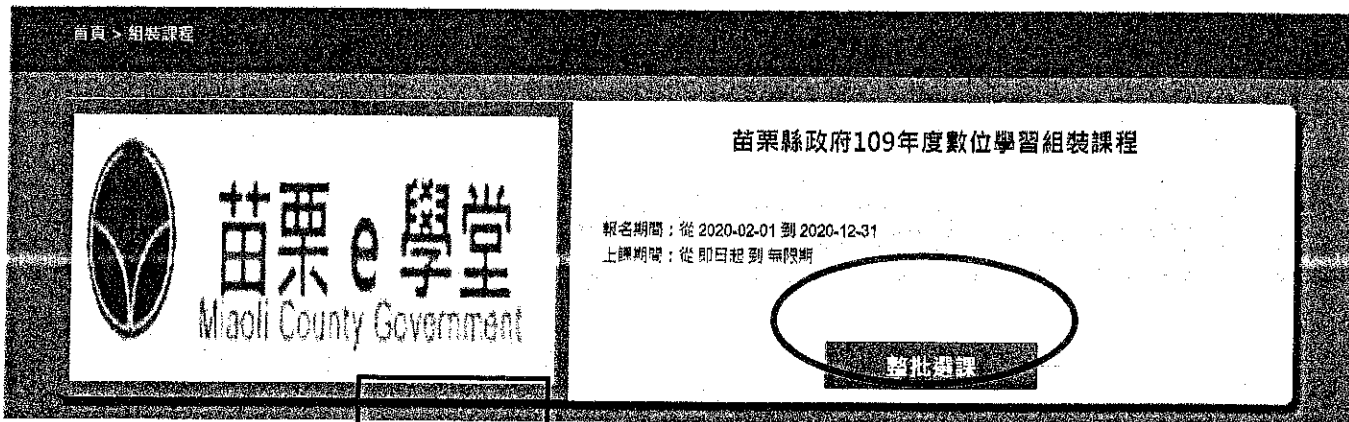 首頁 > 組裝課程
苗栗 e 學堂
Miaoli County Government
苗栗縣政府109年度數位學習組裝課程
報名期間：從 2020-02-01 到 2020-12-31
上課期間：從 即日起 到 無限期
整批選課